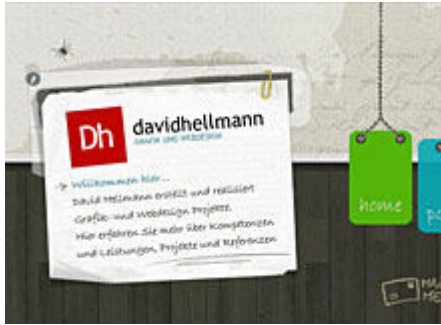 Dh
davidhellmann
GRAFIK UND WEBDESIGN
Willkommen hier...
David Hellmann erstellt und realisiert
Grafik- und Webdesign Projekte.
Hier erfahren Sie mehr über Kompetenzen
und Leistungen, Projekte und Referenzen
home